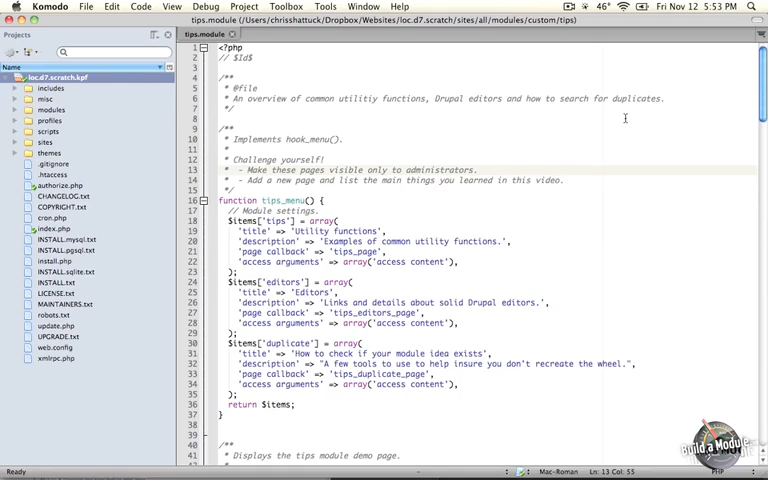 Komodo File Edit Code View Debug Project Toolbox Tools Window Help 46° Fri Nov 12 5:53 PM
tips.module (/Users/chrisshattuck/Dropbox/Websites/loc.d7.scratch/sites/all/modules/custom/tips)
Projects
Name
loc.d7.scratch.kpf
includes
misc
modules
profiles
scripts
sites
themes
.gitignore
.htaccess
authorize.php
CHANGELOG.txt
COPYRIGHT.txt
cron.php
index.php
INSTALL.mysql.txt
INSTALL.pgsql.txt
install.php
INSTALL.sqlite.txt
INSTALL.txt
LICENSE.txt
MAINTAINERS.txt
robots.txt
update.php
UPGRADE.txt
web.config
xmlrpc.php
tips.module
1 <?php
2 // $Id$
3
4 /**
5 * @file
6 * An overview of common utilitiy functions, Drupal editors and how to search for duplicates.
7 */
8
9 /**
10 * Implements hook_menu().
11 *
12 * Challenge yourself!
13 * - Make these pages visible only to administrators.
14 * - Add a new page and list the main things you learned in this video.
15 */
16 function tips_menu() {
17 // Module settings.
18 $items['tips'] = array(
19 'title' => 'Utility functions',
20 'description' => 'Examples of common utility functions.',
21 'page callback' => 'tips_page',
22 'access arguments' => array('access content'),
23 );
24 $items['editors'] = array(
25 'title' => 'Editors',
26 'description' => 'Links and details about solid Drupal editors.',
27 'page callback' => 'tips_editors_page',
28 'access arguments' => array('access content'),
29 );
30 $items['duplicate'] = array(
31 'title' => 'How to check if your module idea exists',
32 'description' => "A few tools to use to help insure you don't recreate the wheel.",
33 'page callback' => 'tips_duplicate_page',
34 'access arguments' => array('access content'),
35 );
36 return $items;
37 }
38
39
40 /**
41 * Displays the tips module demo page.
Build a Module
Ready Mac-Roman Ln: 13 Col: 55 PHP